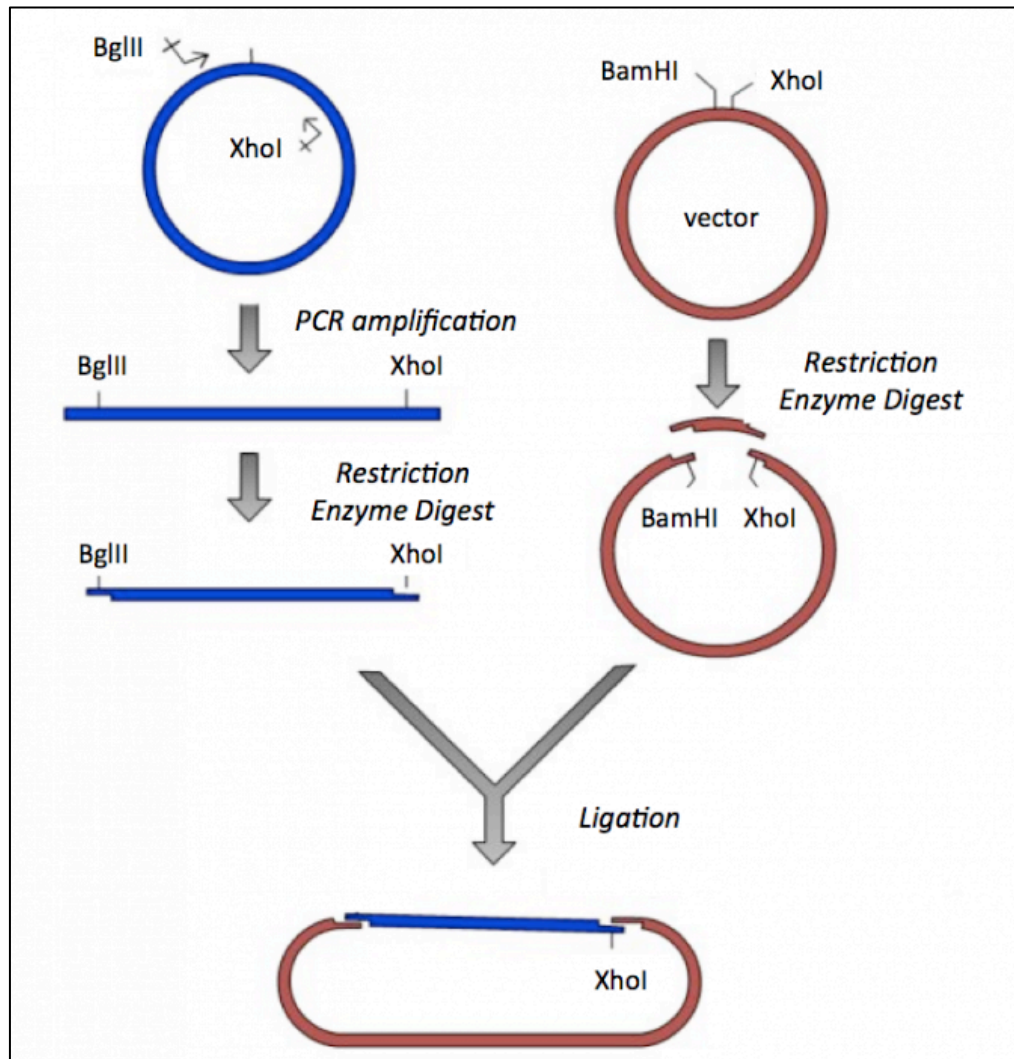 BglII
XhoI
PCR amplification
BglII
XhoI
Restriction
Enzyme Digest
BglII
XhoI
BamHI
XhoI
vector
Restriction
Enzyme Digest
BamHI
XhoI
Ligation
XhoI